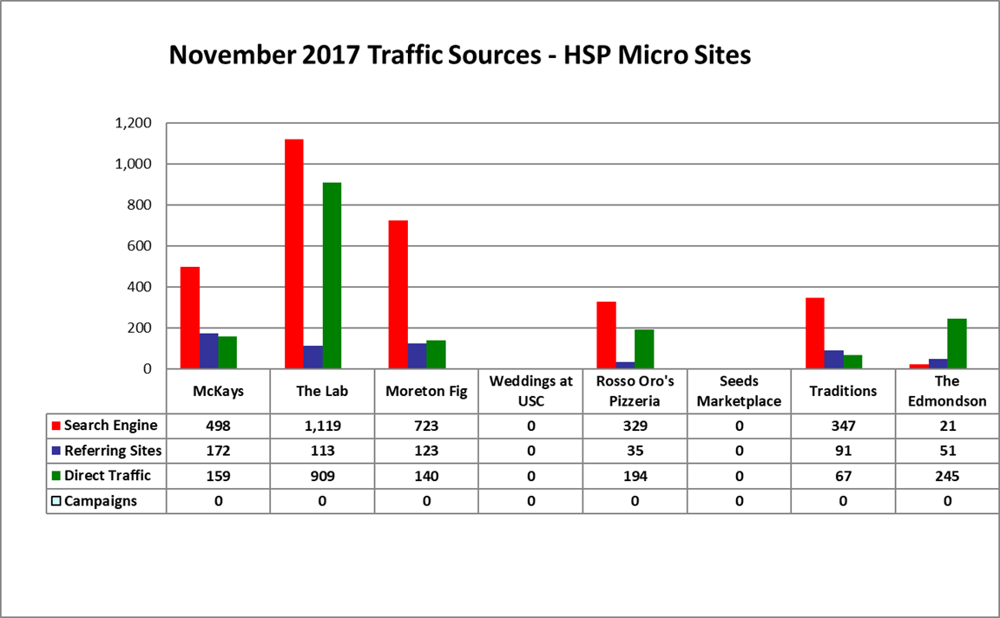 November 2017 Traffic Sources - HSP Micro Sites
1,200
1,000
800
600
400
200
0
McKays The Lab Moreton Fig Weddings at USC Rosso Oro's Pizzeria Seeds Marketplace Traditions The Edmondson
Search Engine 498 1,119 723 0 329 0 347 21
Referring Sites 172 113 123 0 35 0 91 51
Direct Traffic 159 909 140 0 194 0 67 245
Campaigns 0 0 0 0 0 0 0 0